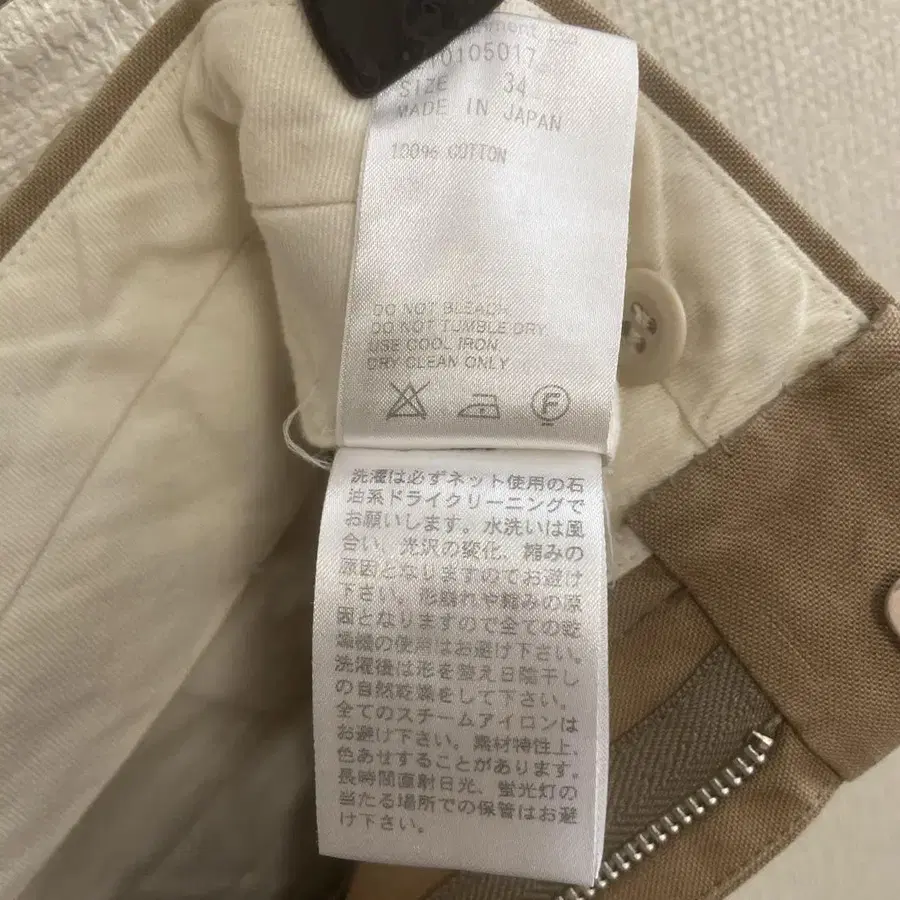 0105017
SIZE 34
MADE IN JAPAN
100% COTTON
DO NOT BLEACH
DO NOT TUMBLE DRY
USE COOL IRON
DRY CLEAN ONLY
F
洗濯は必ずネット使用の石
油系ドライクリーニングで
お願いします。水洗いは風
合い、光沢の変化、縮みの
原因となりますのでお避け
下さい。形崩れや縮みの原
因となりますので全ての乾
燥機の使用はお避け下さい。
洗濯後は形を整え日陰干し
の自然乾燥をして下さい。
全てのスチームアイロンは
お避け下さい。素材特性上、
色あせすることがあります。
長時間直射日光、蛍光灯の
当たる場所での保管はお避
け下さい。